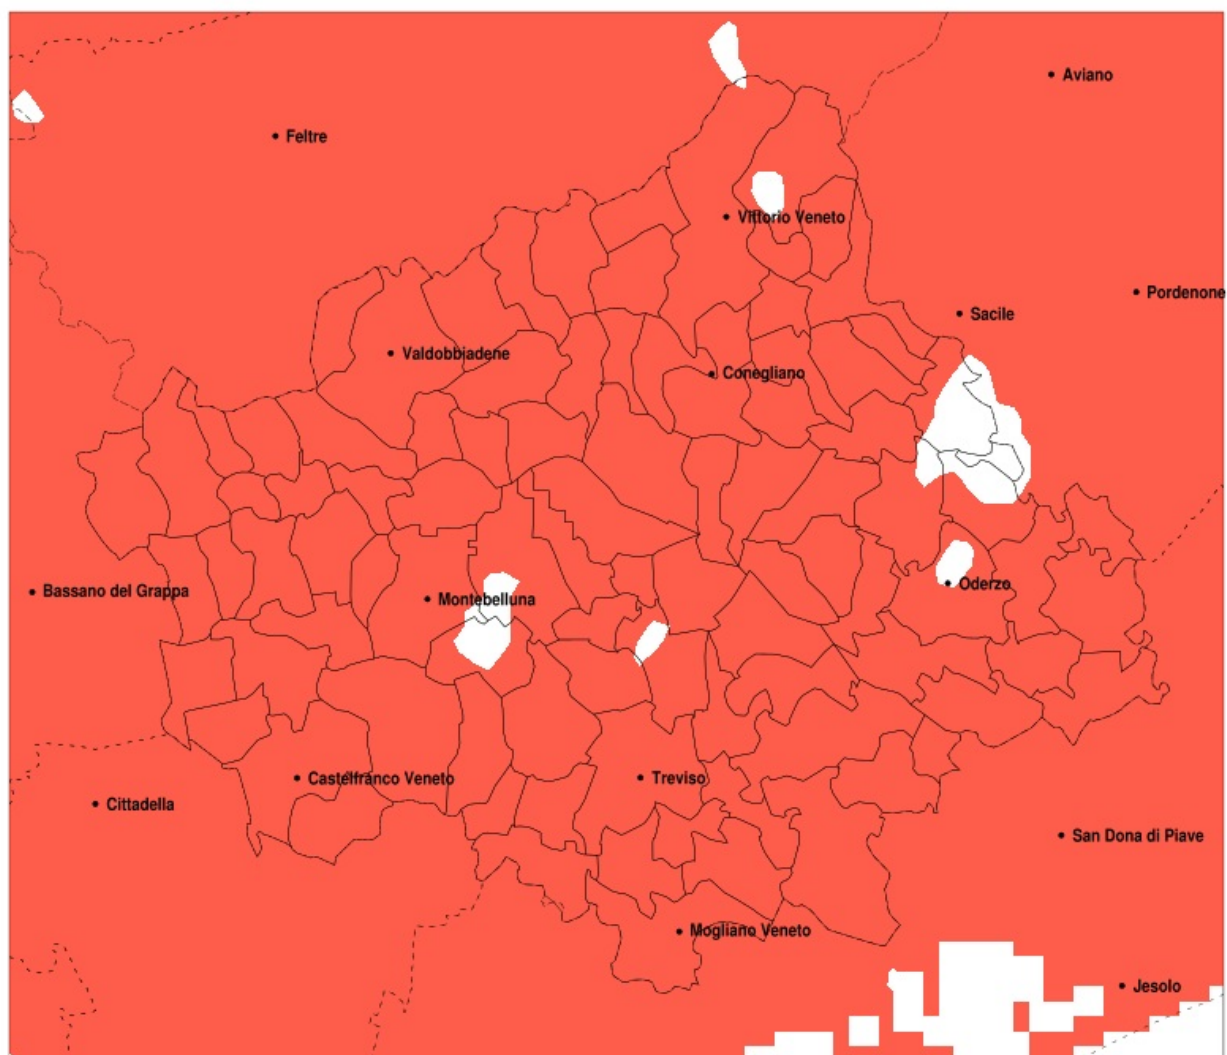 Aviano
Feltre
Vittorio Veneto
Pordenone
Sacile
Valdobbiadene
Conegliano
Oderzo
Bassano del Grappa
Montebelluna
Castelfranco Veneto
Treviso
Cittadella
San Dona di Piave
Mogliano Veneto
Jesolo